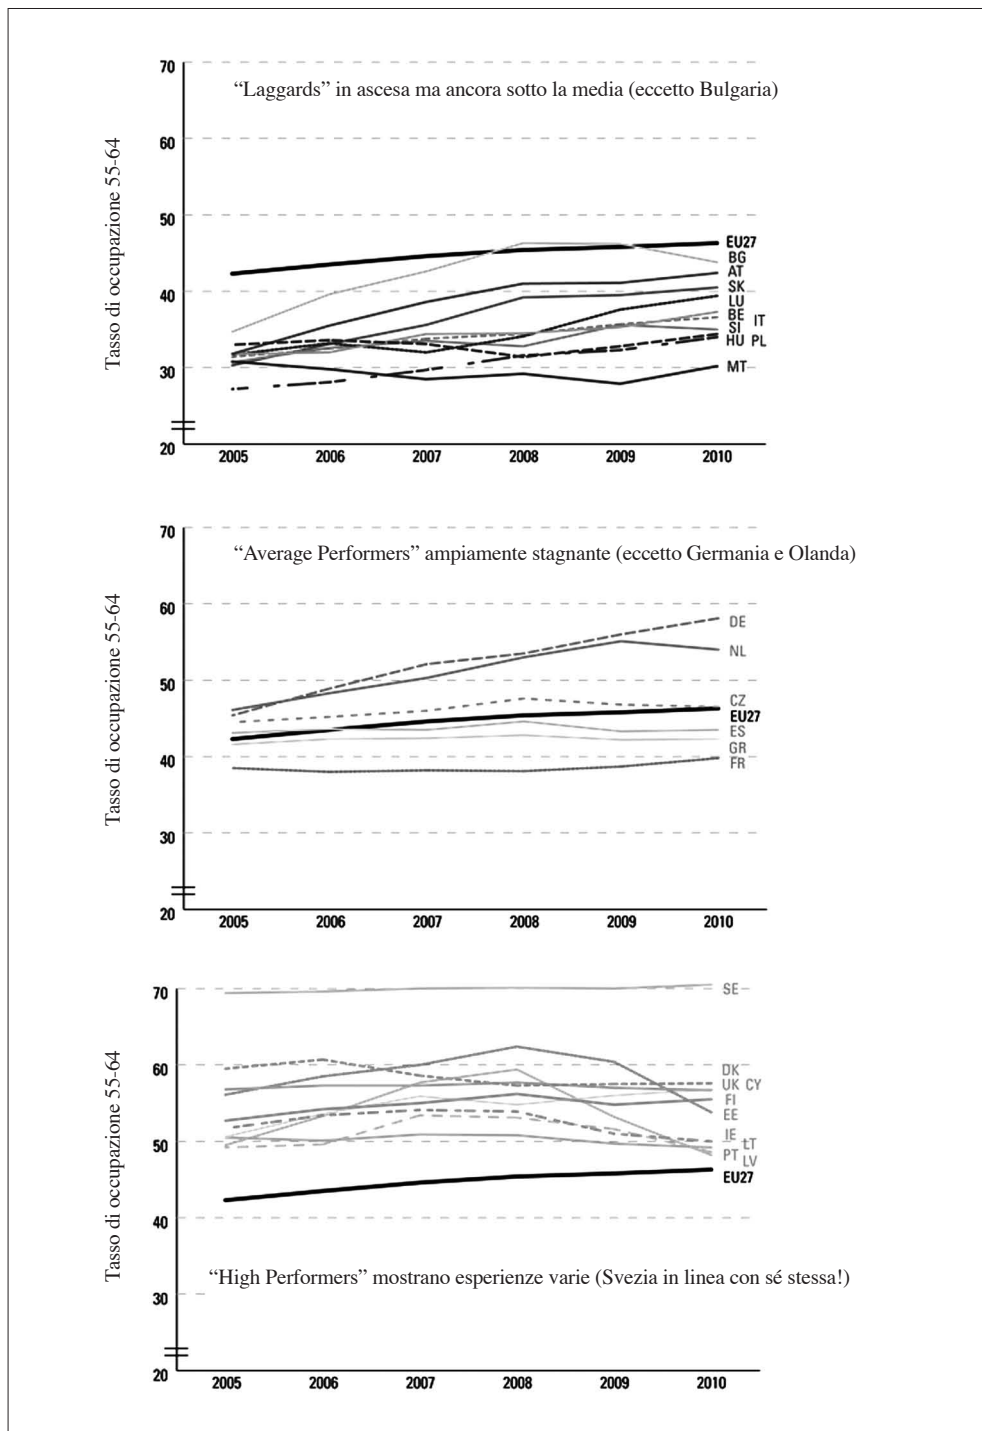 70
“Laggards” in ascesa ma ancora sotto la media (eccetto Bulgaria)
60
Tasso di occupazione 55-64
50
EU27
BG
AT
40
SK
LU
BE
IT
SI
HU PL
30
MT
20
2005 2006 2007 2008 2009 2010
70
“Average Performers” ampiamente stagnante (eccetto Germania e Olanda)
60
DE
Tasso di occupazione 55-64
NL
50
CZ
EU27
ES
40
GR
FR
30
20
2005 2006 2007 2008 2009 2010
70
SE
60
DK
UK CY
Tasso di occupazione 55-64
FI
EE
50
IE
LT
PT
LV
EU27
40
“High Performers” mostrano esperienze varie (Svezia in linea con sé stessa!)
30
20
2005 2006 2007 2008 2009 2010